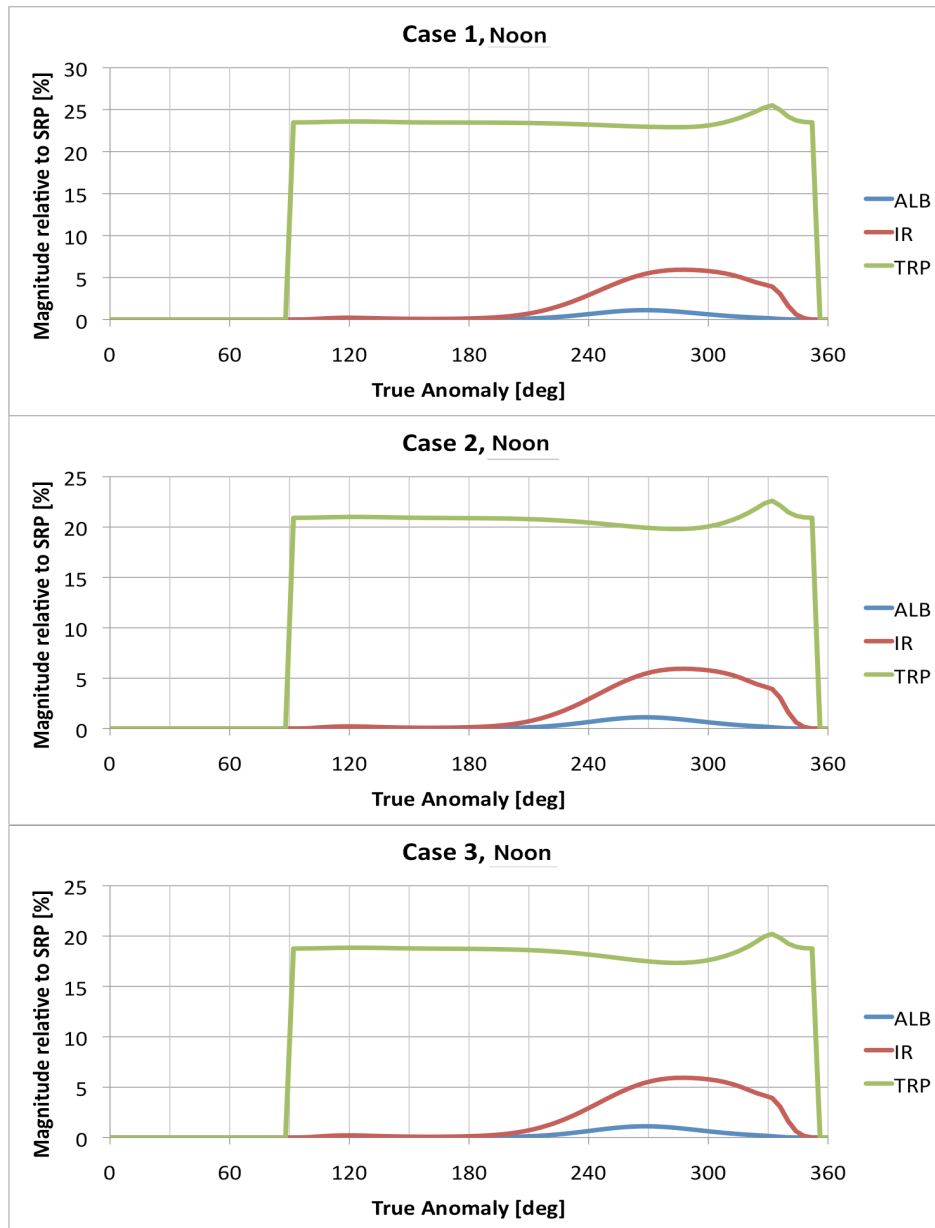 Case 1, Noon
Magnitude relative to SRP [%]
30
25
20
15
10
5
0
0 60 120 180 240 300 360
True Anomaly [deg]
ALB
IR
TRP
Case 2, Noon
Magnitude relative to SRP [%]
25
20
15
10
5
0
0 60 120 180 240 300 360
True Anomaly [deg]
ALB
IR
TRP
Case 3, Noon
Magnitude relative to SRP [%]
25
20
15
10
5
0
0 60 120 180 240 300 360
True Anomaly [deg]
ALB
IR
TRP